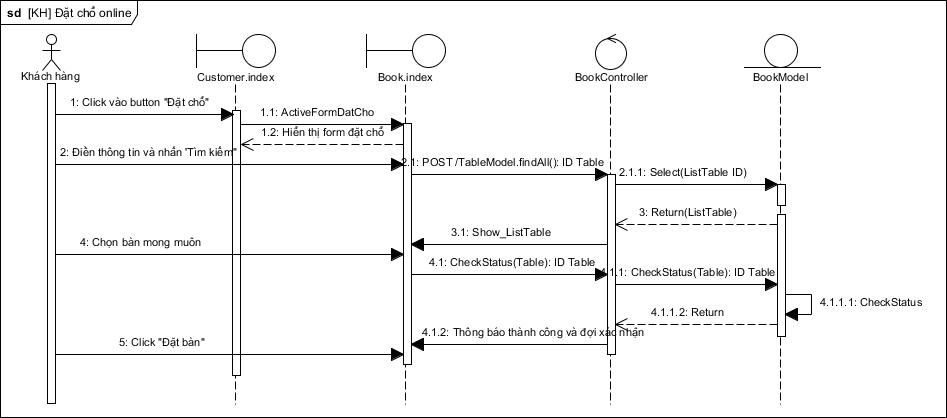 sd [KH] Đặt chổ online
Khách hàng
Customer.index
Book.index
BookController
BookModel
1: Click vào button "Đặt chổ"
1.1: ActiveFormDatCho
1.2: Hiển thị form đặt chổ
2: Điền thông tin và nhấn 'Tìm kiếm"
2.1: POST /TableModel.findAll(): ID Table
2.1.1: Select(ListTable ID)
3: Return(ListTable)
3.1: Show_ListTable
4: Chọn bàn mong muôn
4.1: CheckStatus(Table): ID Table
4.1.1: CheckStatus(Table): ID Table
4.1.1.1: CheckStatus
4.1.1.2: Return
4.1.2: Thông báo thành công và đợi xác nhận
5: Click "Đặt bàn"